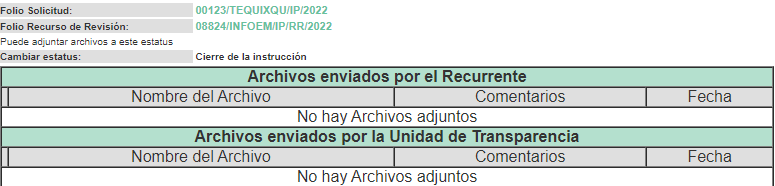 Folio Solicitud: 00123/TEQUIXQU/IP/2022
Folio Recurso de Revisión: 08824/INFOEM/IP/RR/2022
Puede adjuntar archivos a este estatus
Cambiar estatus: Cierre de la instrucción
Archivos enviados por el Recurrente
Nombre del Archivo Comentarios Fecha
No hay Archivos adjuntos
Archivos enviados por la Unidad de Transparencia
Nombre del Archivo Comentarios Fecha
No hay Archivos adjuntos